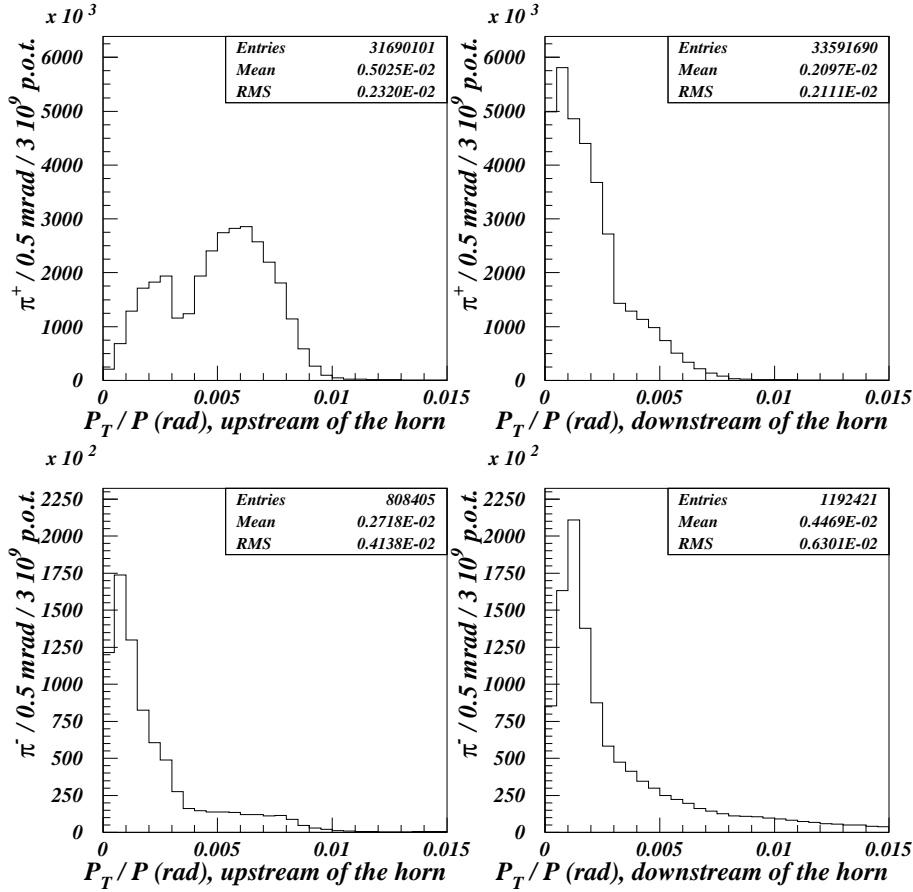 x 10^3
Entries 31690101
Mean 0.5025E-02
RMS 0.2320E-02
6000
5000
4000
3000
2000
1000
0
π^+ / 0.5 mrad / 3 10^9 p.o.t.
0 0.005 0.01 0.015
P_T / P (rad), upstream of the horn
x 10^3
Entries 33591690
Mean 0.2097E-02
RMS 0.2111E-02
6000
5000
4000
3000
2000
1000
0
π^+ / 0.5 mrad / 3 10^9 p.o.t.
0 0.005 0.01 0.015
P_T / P (rad), downstream of the horn
x 10^2
Entries 808405
Mean 0.2718E-02
RMS 0.4138E-02
2250
2000
1750
1500
1250
1000
750
500
250
0
π^- / 0.5 mrad / 3 10^9 p.o.t.
0 0.005 0.01 0.015
P_T / P (rad), upstream of the horn
x 10^2
Entries 1192421
Mean 0.4469E-02
RMS 0.6301E-02
2250
2000
1750
1500
1250
1000
750
500
250
0
π^- / 0.5 mrad / 3 10^9 p.o.t.
0 0.005 0.01 0.015
P_T / P (rad), downstream of the horn